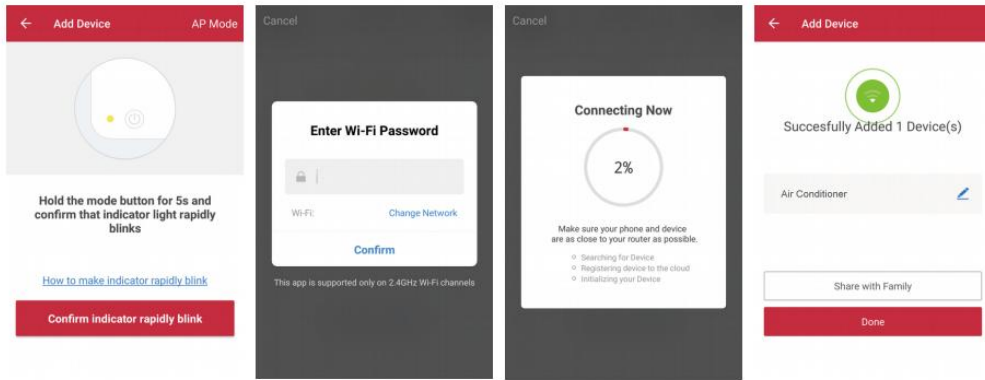 Add Device
AP Mode
Hold the mode button for 5s and
confirm that indicator light rapidly
blinks
How to make indicator rapidly blink
Confirm indicator rapidly blink
Cancel
Enter Wi-Fi Password
Wi-Fi:
Change Network
Confirm
This app is supported only on 2.4GHz Wi-Fi channels
Cancel
Connecting Now
2%
Make sure your phone and device
are as close to your router as possible.
Searching for Device
Registering device to the cloud
Initializing your Device
Add Device
Succesfully Added 1 Device(s)
Air Conditioner
Share with Family
Done